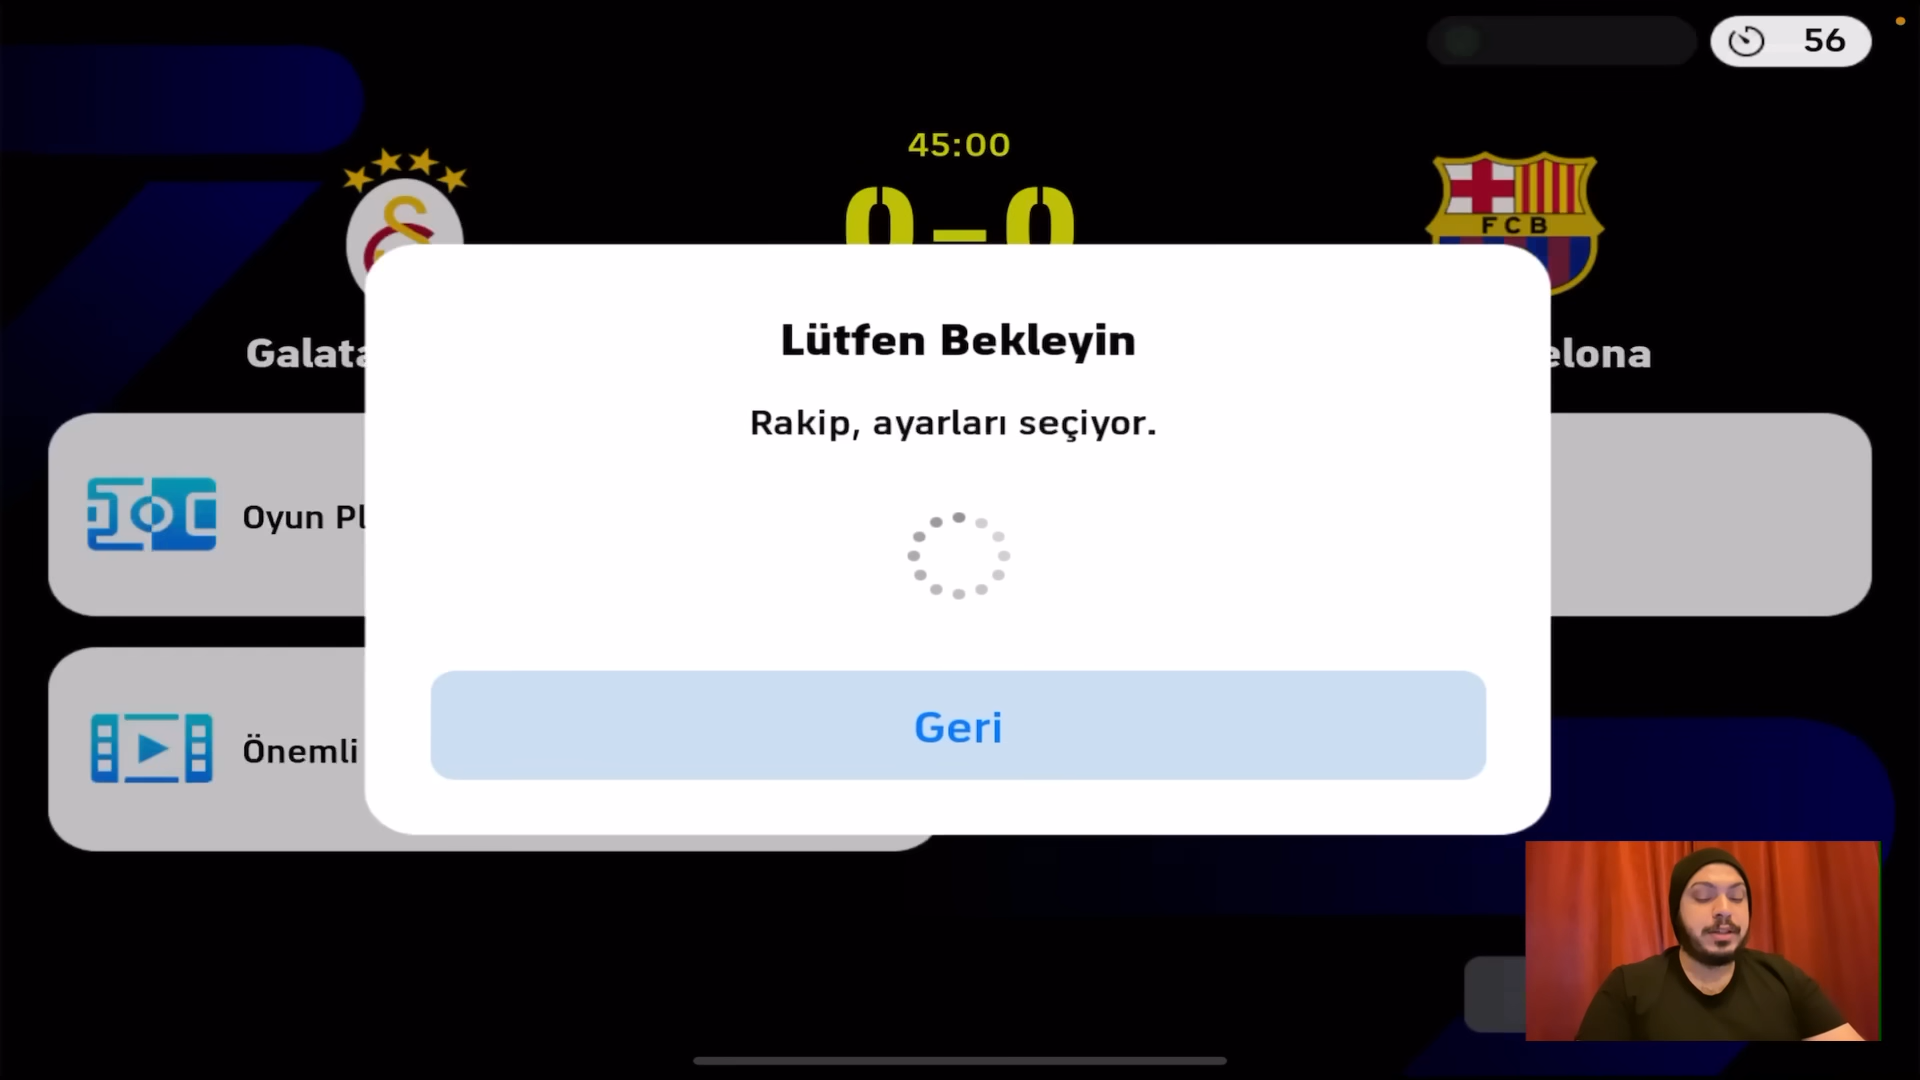 56
45:00
0-0
FCB
Galata
elona
Lütfen Bekleyin
Rakip, ayarları seçiyor.
Oyun Pl
Geri
Önemli